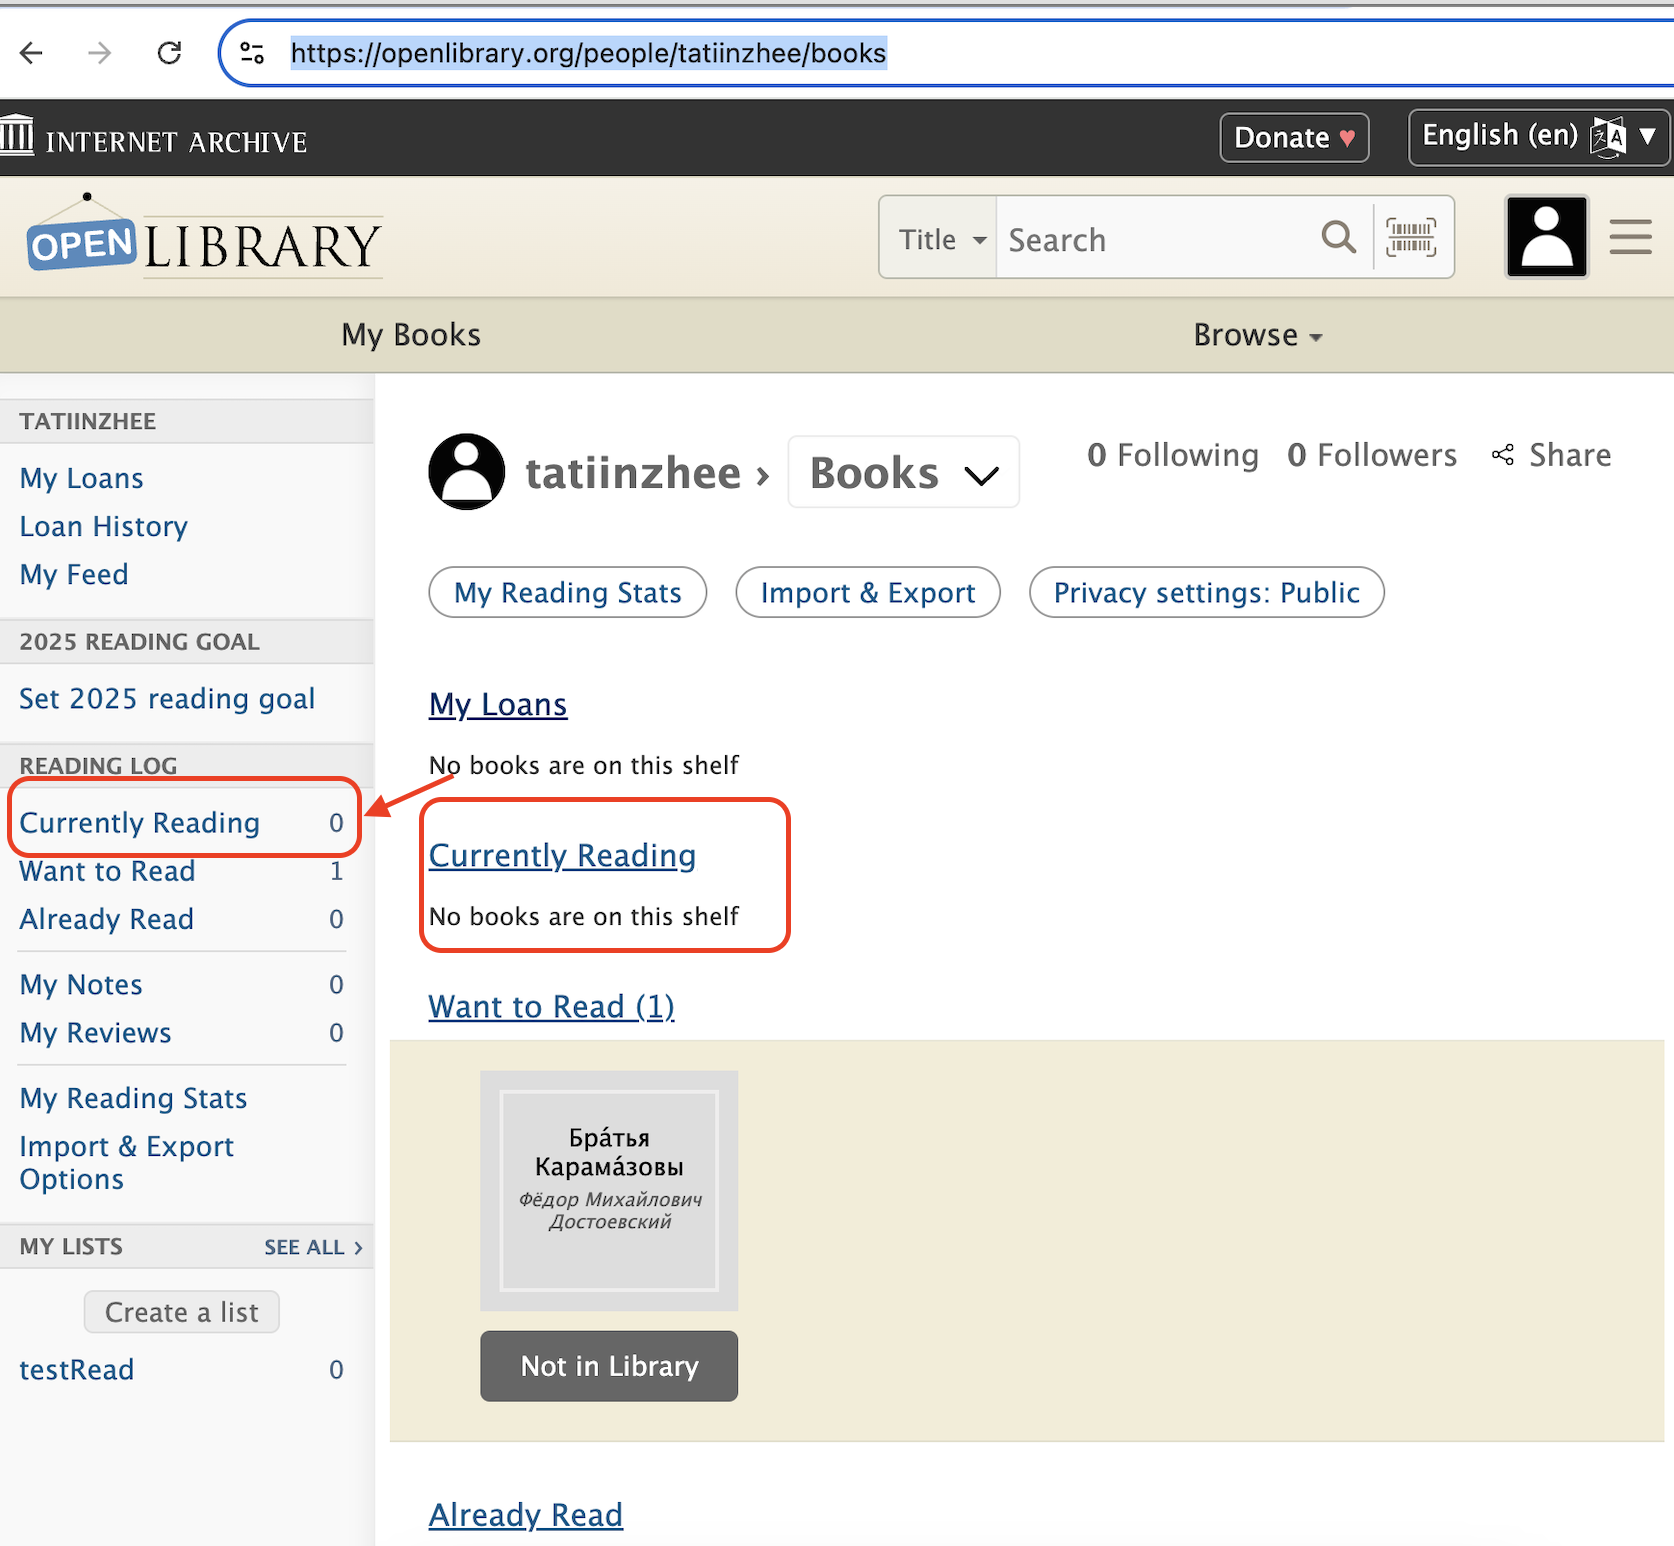 https://openlibrary.org/people/tatiinzhee/books
INTERNET ARCHIVE
Donate ♥
English (en)
OPEN LIBRARY
Title
Search
My Books
Browse
TATIINZHEE
My Loans
Loan History
My Feed
2025 READING GOAL
Set 2025 reading goal
READING LOG
Currently Reading 0
Want to Read 1
Already Read 0
My Notes 0
My Reviews 0
My Reading Stats
Import & Export
Options
MY LISTS SEE ALL ›
Create a list
testRead 0
tatiinzhee › Books
0 Following 0 Followers Share
My Reading Stats
Import & Export
Privacy settings: Public
My Loans
No books are on this shelf
Currently Reading
No books are on this shelf
Want to Read (1)
Бра́тья
Карама́зовы
Фёдор Михайлович
Достоевский
Not in Library
Already Read